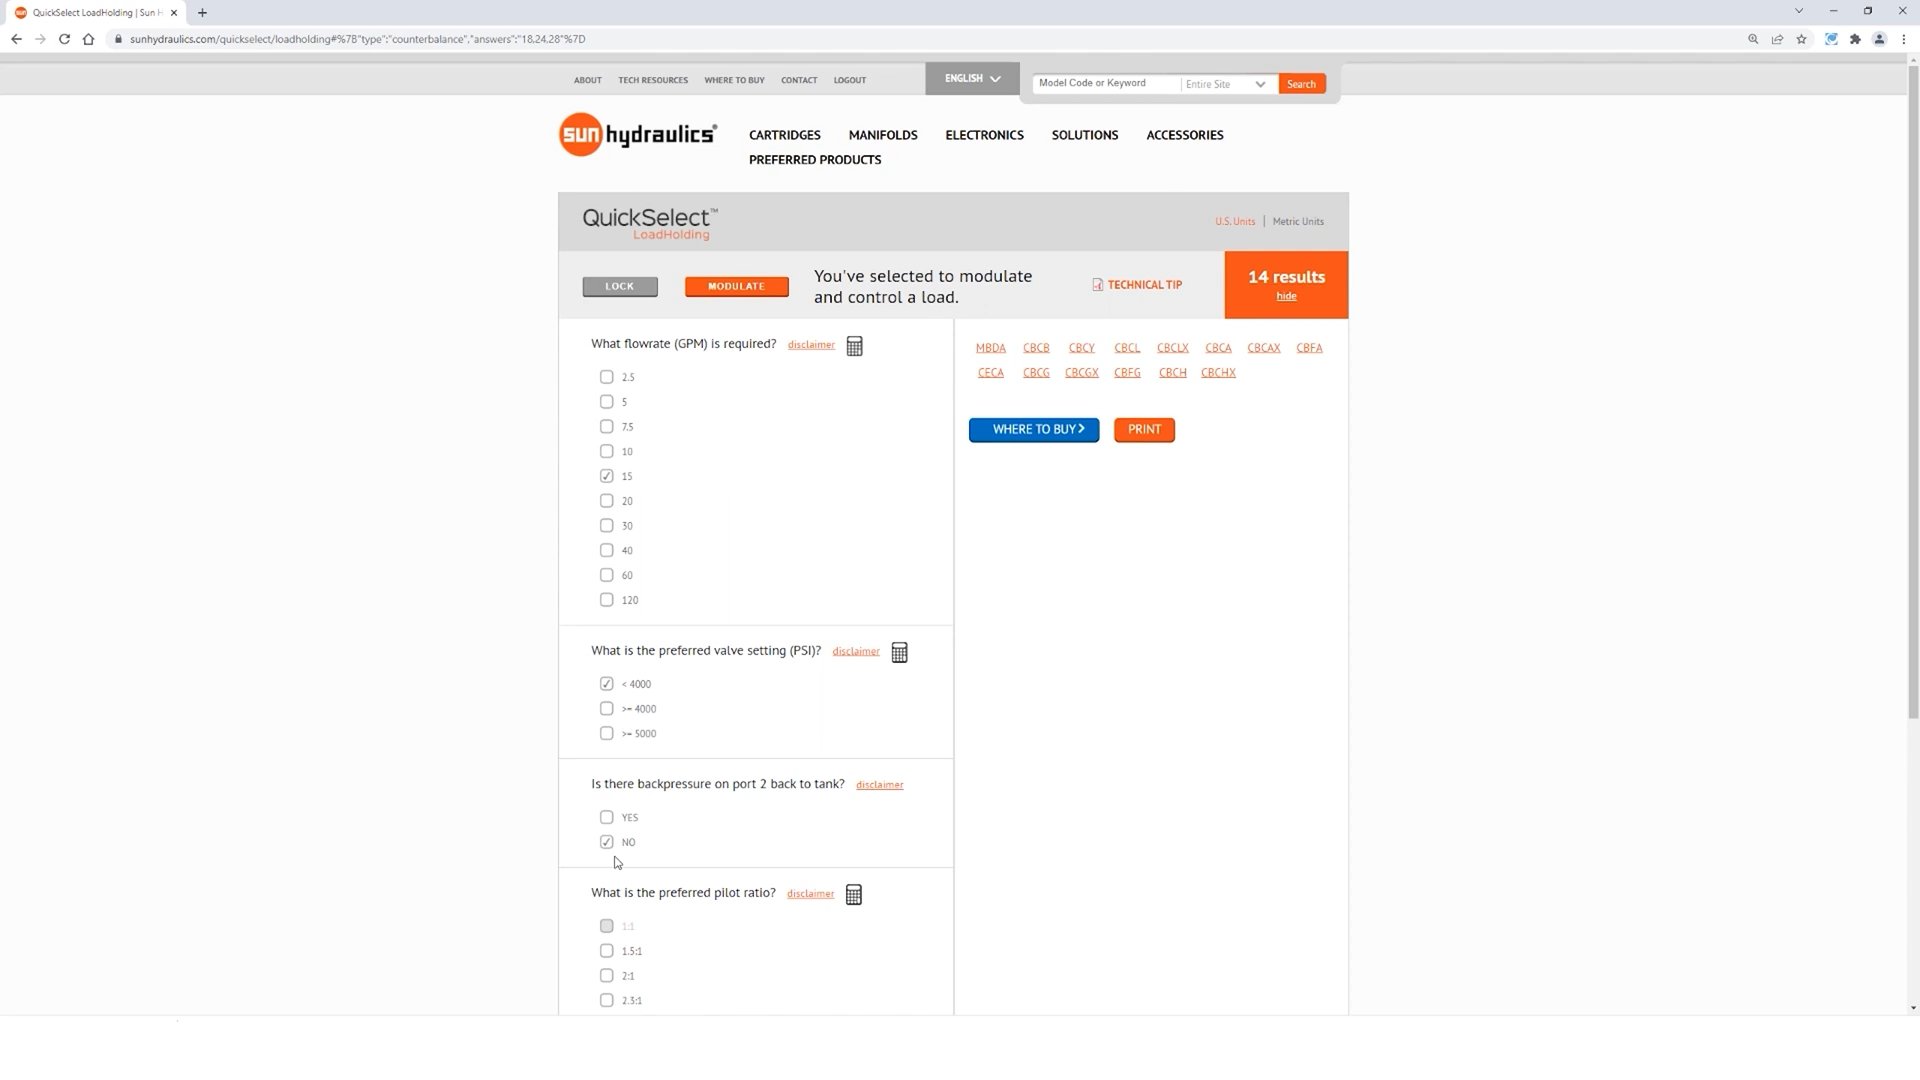 QuickSelect LoadHolding | Sun H
sunhydraulics.com/quickselect/loadholding#%7B"type":"counterbalance","answers":"18,24,28"%7D
ABOUT TECH RESOURCES WHERE TO BUY CONTACT LOGOUT ENGLISH Model Code or Keyword Entire Site Search
sun hydraulics®
CARTRIDGES MANIFOLDS ELECTRONICS SOLUTIONS ACCESSORIES
PREFERRED PRODUCTS
QuickSelect™
LoadHolding
U.S. Units | Metric Units
LOCK MODULATE
You've selected to modulate
and control a load.
TECHNICAL TIP
14 results
hide
What flowrate (GPM) is required? disclaimer
2.5
5
7.5
10
15
20
30
40
60
120
What is the preferred valve setting (PSI)? disclaimer
< 4000
>= 4000
>= 5000
Is there backpressure on port 2 back to tank? disclaimer
YES
NO
What is the preferred pilot ratio? disclaimer
1:1
1.5:1
2:1
2.3:1
MBDA CBCB CBCY CBCL CBCLX CBCA CBCAX CBFA
CECA CBCG CBCGX CBFG CBCH CBCHX
WHERE TO BUY > PRINT